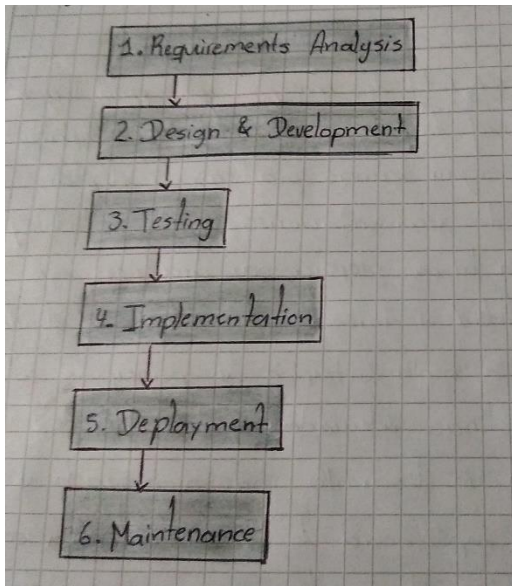 1. Requirements Analysis
2. Design & Development
3. Testing
4. Implementation
5. Deployment
6. Maintenance